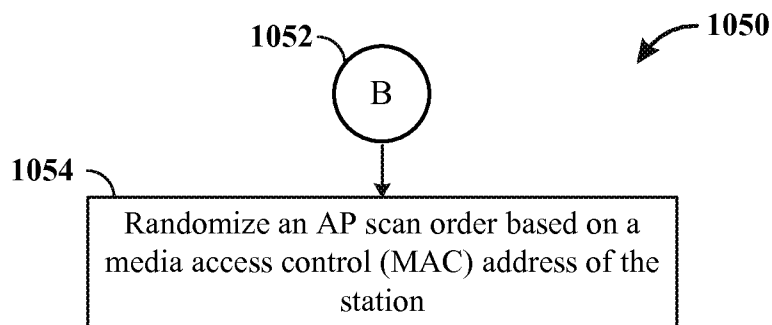 1052
1050
B
1054
Randomize an AP scan order based on a
media access control (MAC) address of the
station